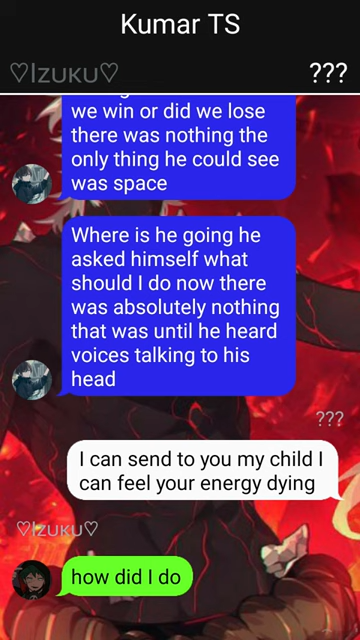 Kumar TS
♡Izuku♡ ???
we win or did we lose
there was nothing the
only thing he could see
was space
Where is he going he
asked himself what
should I do now there
was absolutely nothing
that was until he heard
voices talking to his
head
???
I can send to you my child I
can feel your energy dying
♡Izuku♡
how did I do